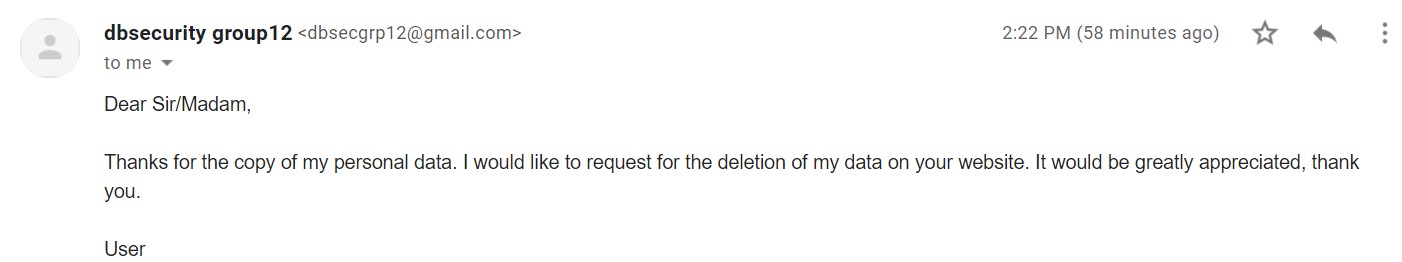 dbsecurity group12 <dbsecgrp12@gmail.com> 2:22 PM (58 minutes ago)
to me
Dear Sir/Madam,
Thanks for the copy of my personal data. I would like to request for the deletion of my data on your website. It would be greatly appreciated, thank
you.
User